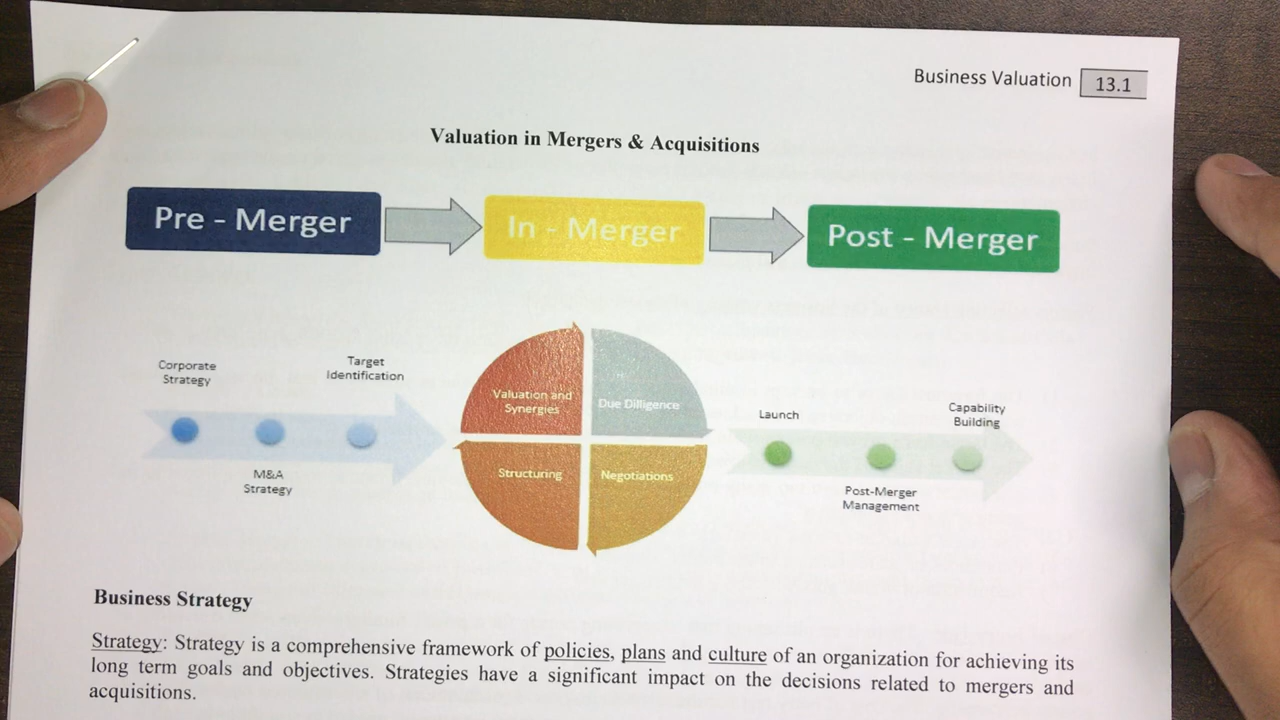 Business Valuation 13.1
Valuation in Mergers & Acquisitions
Pre - Merger
In - Merger
Post - Merger
Corporate
Strategy
M&A
Strategy
Target
Identification
Valuation and
Synergies
Due Dilligence
Structuring
Negotiations
Launch
Post-Merger
Management
Capability
Building
Business Strategy
Strategy: Strategy is a comprehensive framework of policies, plans and culture of an organization for achieving its
long term goals and objectives. Strategies have a significant impact on the decisions related to mergers and
acquisitions.